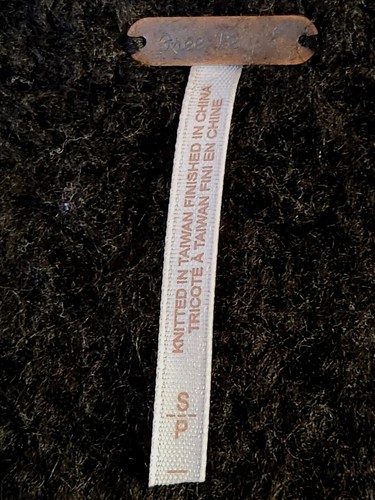 KNITTED IN TAIWAN FINISHED IN CHINA
TRICOTÉ À TAIWAN FINI EN CHINE
S
P